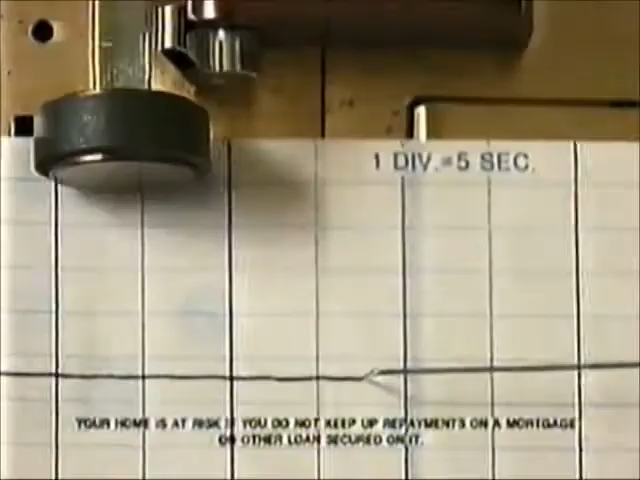 1 DIV.=5 SEC.
YOUR HOME IS AT RISK IF YOU DO NOT KEEP UP REPAYMENTS ON A MORTGAGE
OR OTHER LOAN SECURED ON IT.